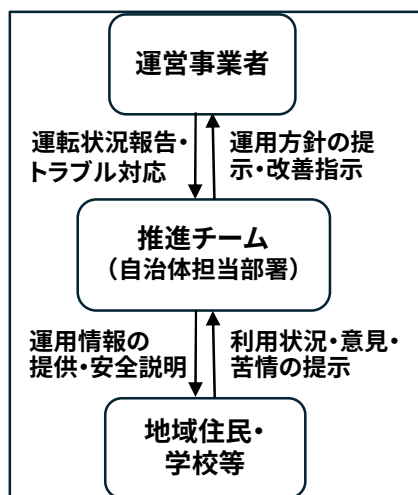 運営事業者
運転状況報告・
トラブル対応
運用方針の提
示・改善指示
推進チーム
（自治体担当部署）
運用情報の
提供・安全説明
利用状況・意見・
苦情の提示
地域住民・
学校等